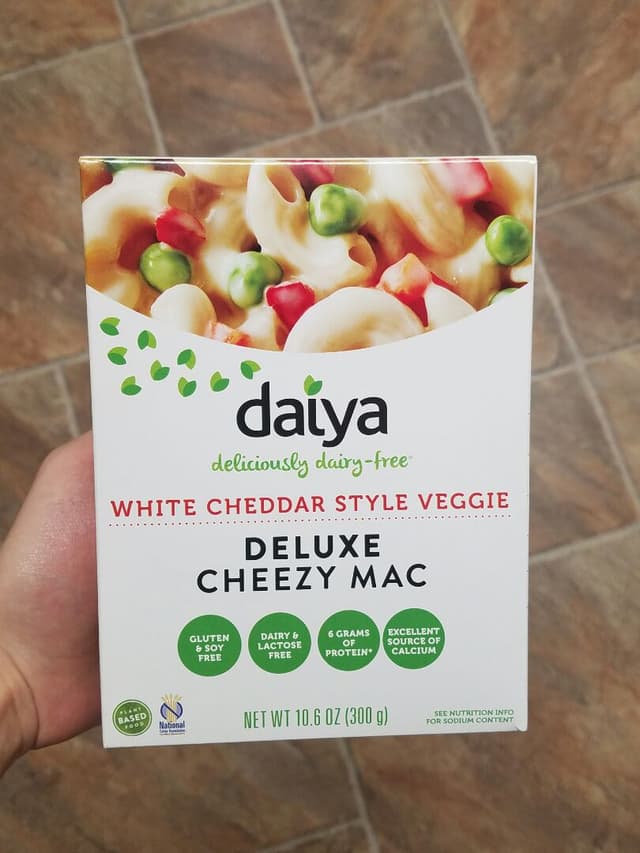 daiya
deliciously dairy-free
WHITE CHEDDAR STYLE VEGGIE
DELUXE
CHEEZY MAC
GLUTEN
& SOY
FREE
DAIRY &
LACTOSE
FREE
6 GRAMS
OF
PROTEIN*
EXCELLENT
SOURCE OF
CALCIUM
PLANT
BASED
FOOD
National
NET WT 10.6 OZ (300 g)
SEE NUTRITION INFO
FOR SODIUM CONTENT